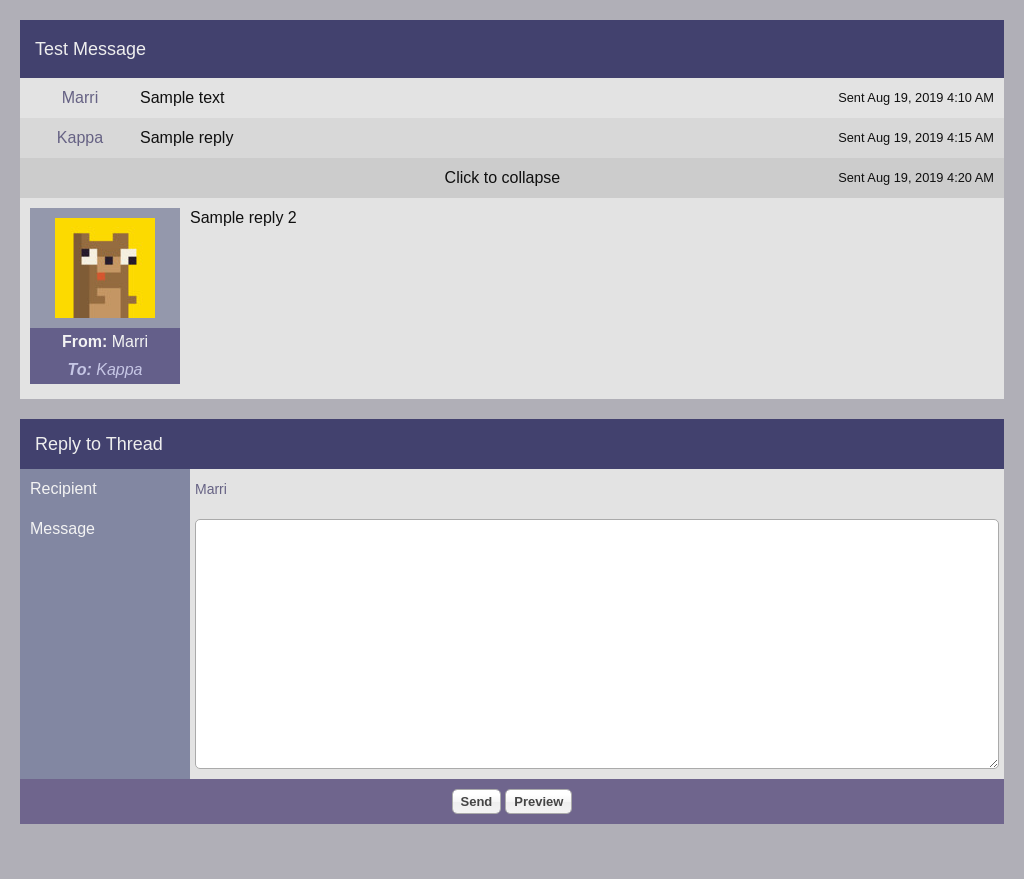 Test Message
Marri Sample text Sent Aug 19, 2019 4:10 AM
Kappa Sample reply Sent Aug 19, 2019 4:15 AM
Click to collapse Sent Aug 19, 2019 4:20 AM
Sample reply 2
From: Marri
To: Kappa
Reply to Thread
Recipient Marri
Message
Send Preview